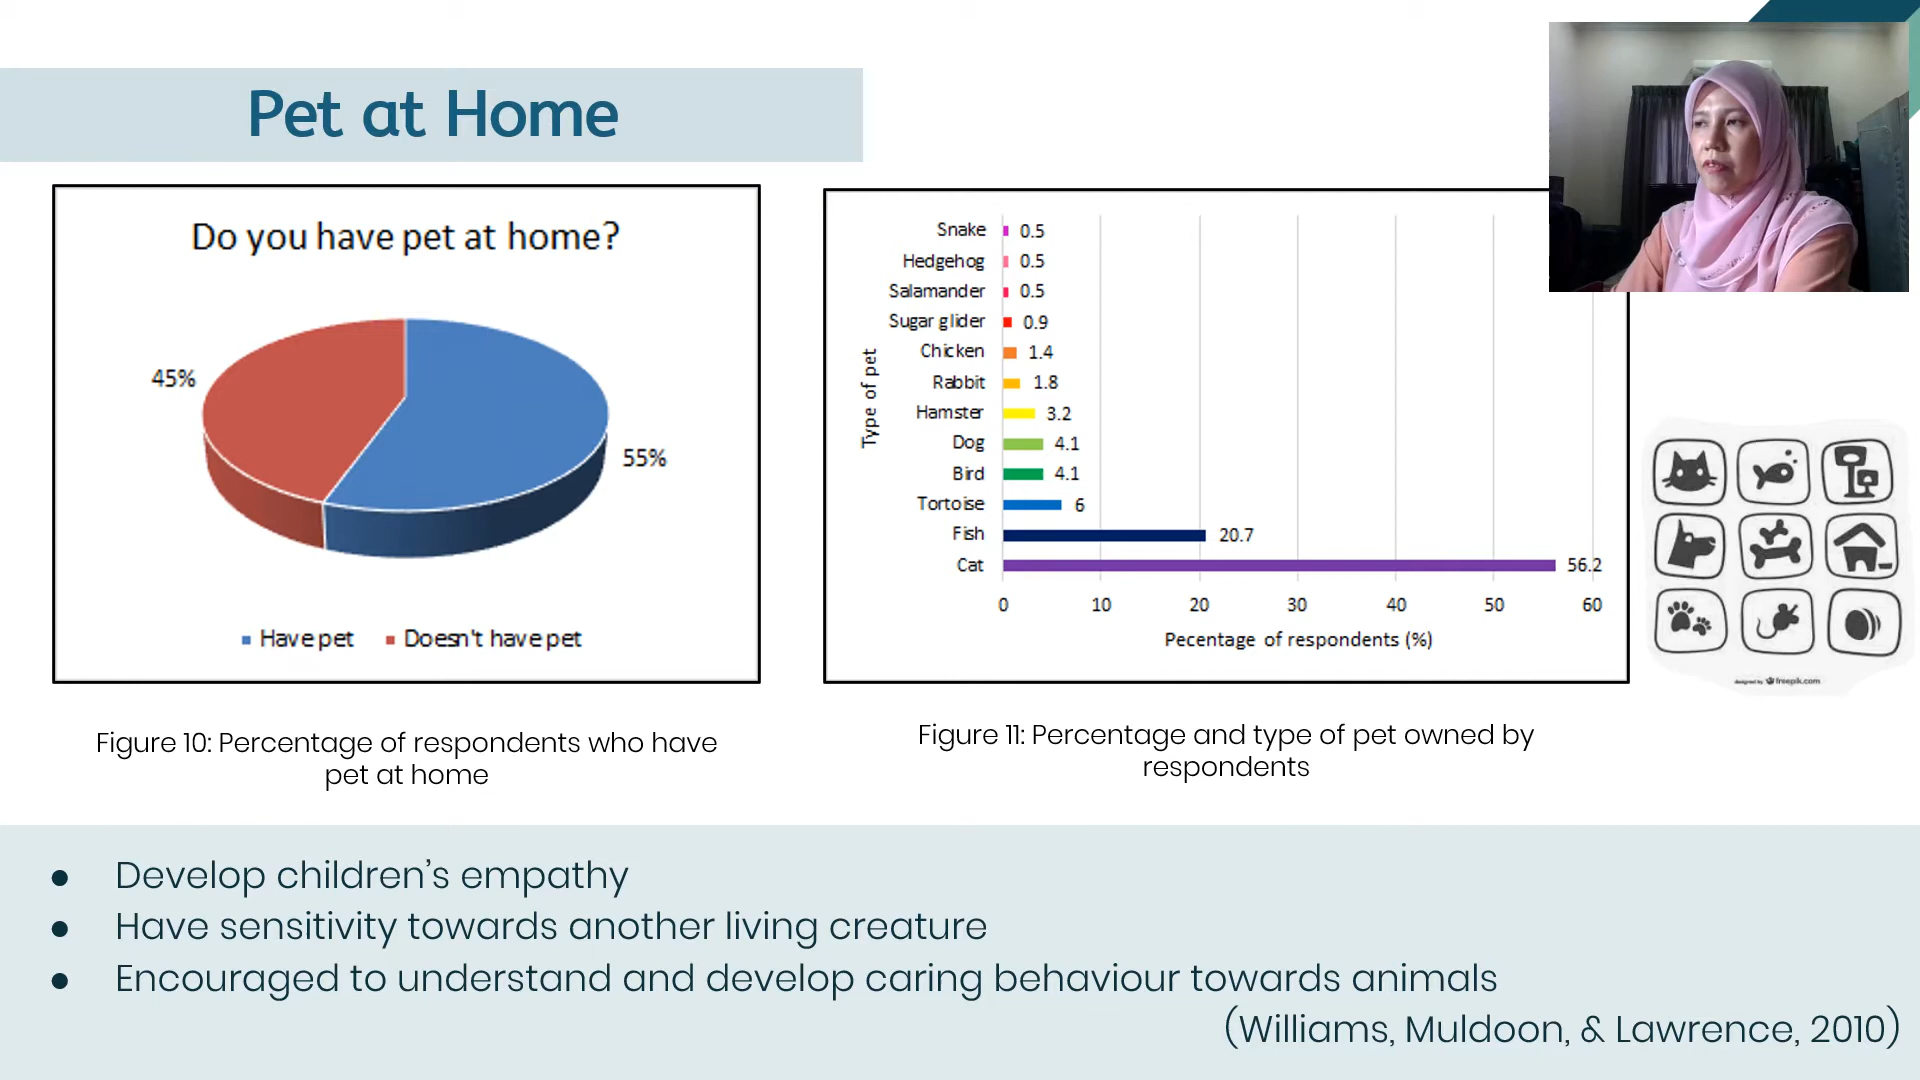 Pet at Home
Do you have pet at home?
45%
55%
Have pet
Doesn't have pet
Figure 10: Percentage of respondents who have
pet at home
Type of pet
Snake 0.5
Hedgehog 0.5
Salamander 0.5
Sugar glider 0.9
Chicken 1.4
Rabbit 1.8
Hamster 3.2
Dog 4.1
Bird 4.1
Tortoise 6
Fish 20.7
Cat 56.2
0 10 20 30 40 50 60
Pecentage of respondents (%)
Figure 11: Percentage and type of pet owned by
respondents
designed by freepik.com
● Develop children’s empathy
● Have sensitivity towards another living creature
● Encouraged to understand and develop caring behaviour towards animals
(Williams, Muldoon, & Lawrence, 2010)